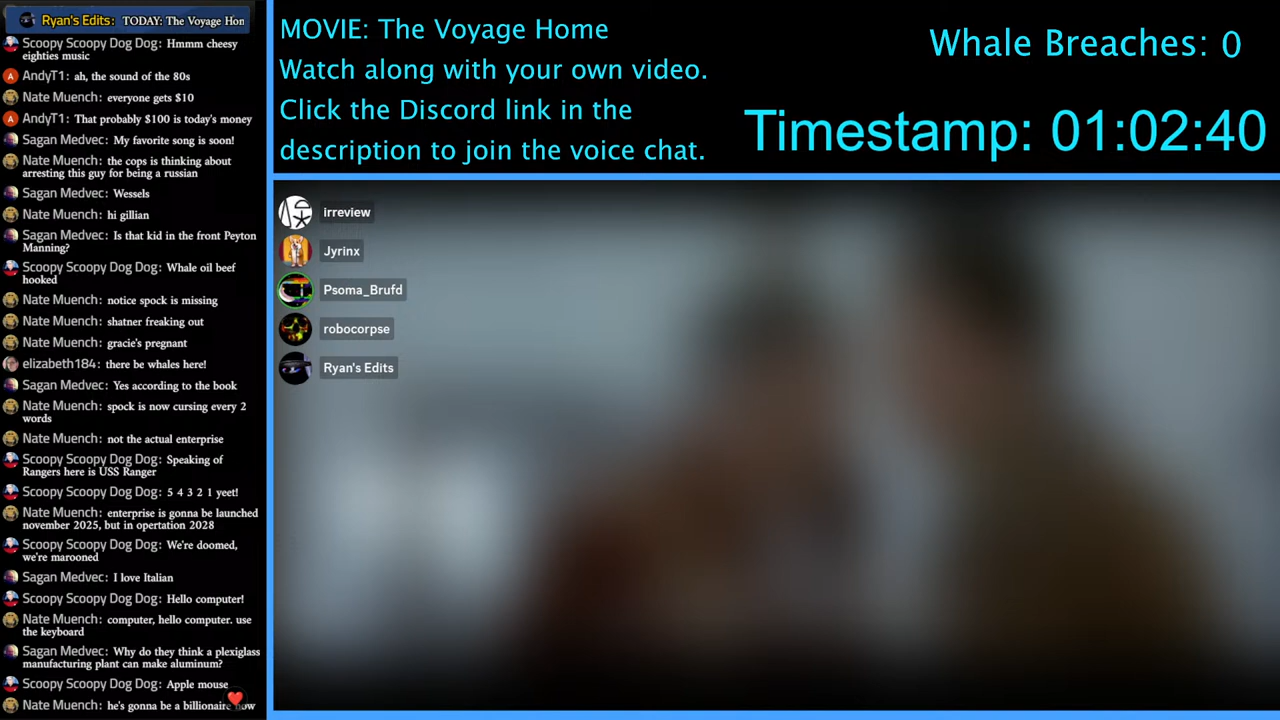 Ryan's Edits: TODAY: The Voyage Hon
Scoopy Scoopy Dog Dog: Hmmm cheesy
eighties music
AndyT1: ah, the sound of the 80s
Nate Muench: everyone gets $10
AndyT1: That probably $100 is today's money
Sagan Medvec: My favorite song is soon!
Nate Muench: the cops is thinking about
arresting this guy for being a russian
Sagan Medvec: Wessels
Nate Muench: hi gillian
Sagan Medvec: Is that kid in the front Peyton
Manning?
Scoopy Scoopy Dog Dog: Whale oil beef
hooked
Nate Muench: notice spock is missing
Nate Muench: shatner freaking out
Nate Muench: gracie's pregnant
elizabeth184: there be whales here!
Sagan Medvec: Yes according to the book
Nate Muench: spock is now cursing every 2
words
Nate Muench: not the actual enterprise
Scoopy Scoopy Dog Dog: Speaking of
Rangers here is USS Ranger
Scoopy Scoopy Dog Dog: 5 4 3 2 1 yeet!
Nate Muench: enterprise is gonna be launched
november 2025, but in opertation 2028
Scoopy Scoopy Dog Dog: We're doomed,
we're marooned
Sagan Medvec: I love Italian
Scoopy Scoopy Dog Dog: Hello computer!
Nate Muench: computer, hello computer. use
the keyboard
Sagan Medvec: Why do they think a plexiglass
manufacturing plant can make aluminum?
Scoopy Scoopy Dog Dog: Apple mouse
Nate Muench: he's gonna be a billionaire now
MOVIE: The Voyage Home
Watch along with your own video.
Click the Discord link in the
description to join the voice chat.
Whale Breaches: 0
Timestamp: 01:02:40
irreview
Jyrinx
Psoma_Brufd
robocorpse
Ryan's Edits